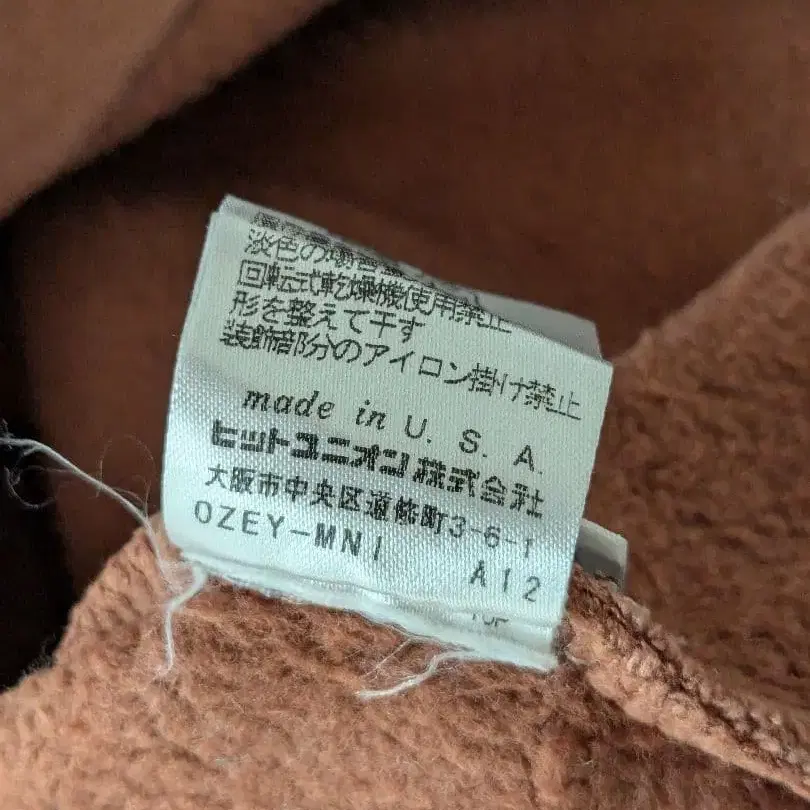 淡色の場合
回転式乾燥機使用禁止
形を整えて干す
装飾部分のアイロン掛け禁止
made in U. S. A.
ヒットユニオン株式会社
大阪市中央区道修町3-6-1
OZEY-MNI
A12